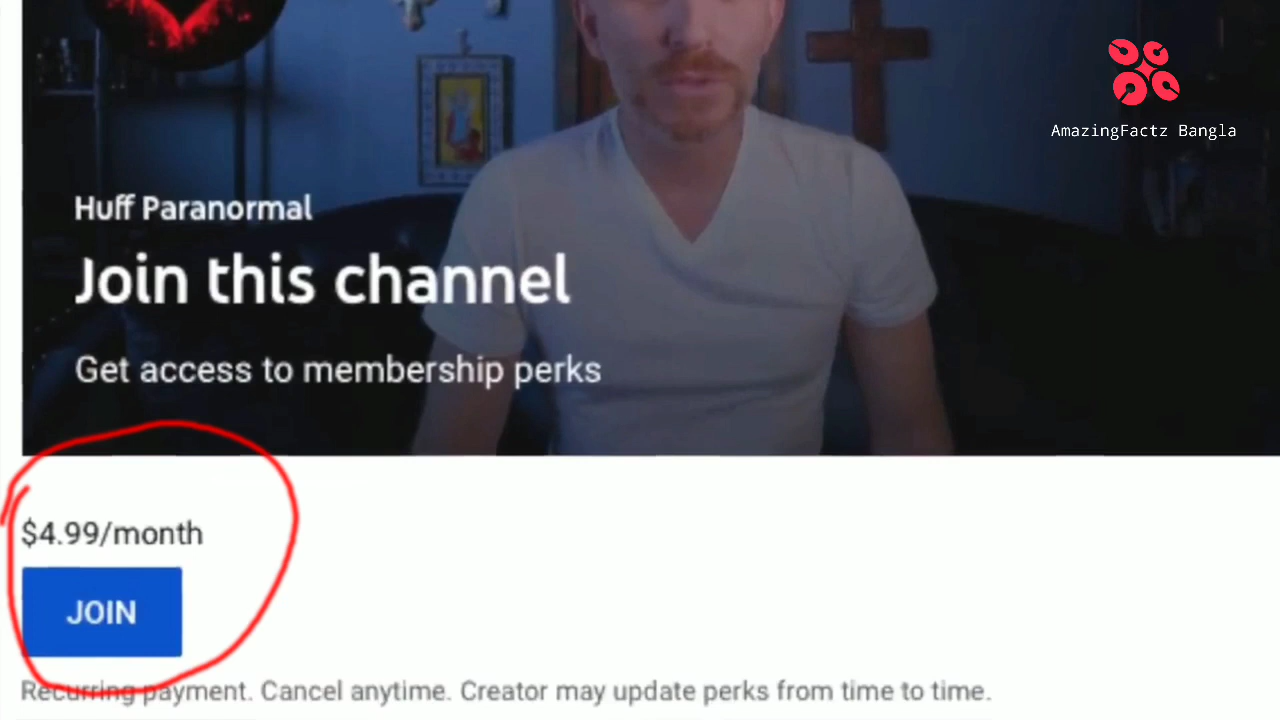 AmazingFactz Bangla
Huff Paranormal
Join this channel
Get access to membership perks
$4.99/month
JOIN
Recurring payment. Cancel anytime. Creator may update perks from time to time.